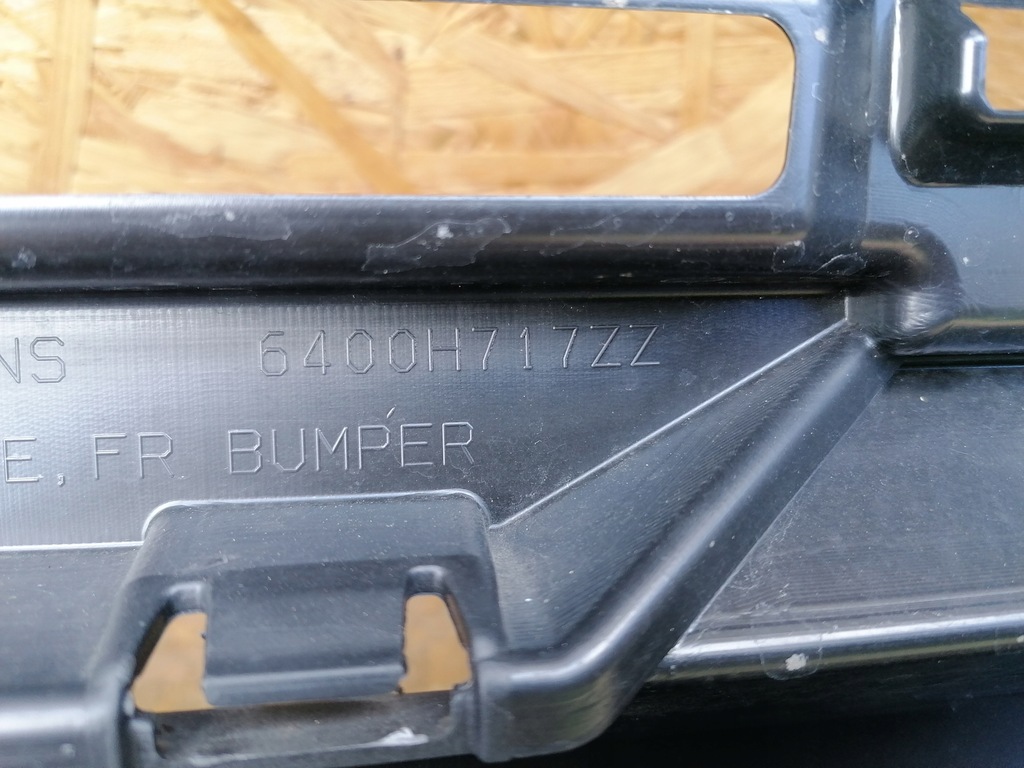 NS 6400H717ZZ
E, FR BUMPER